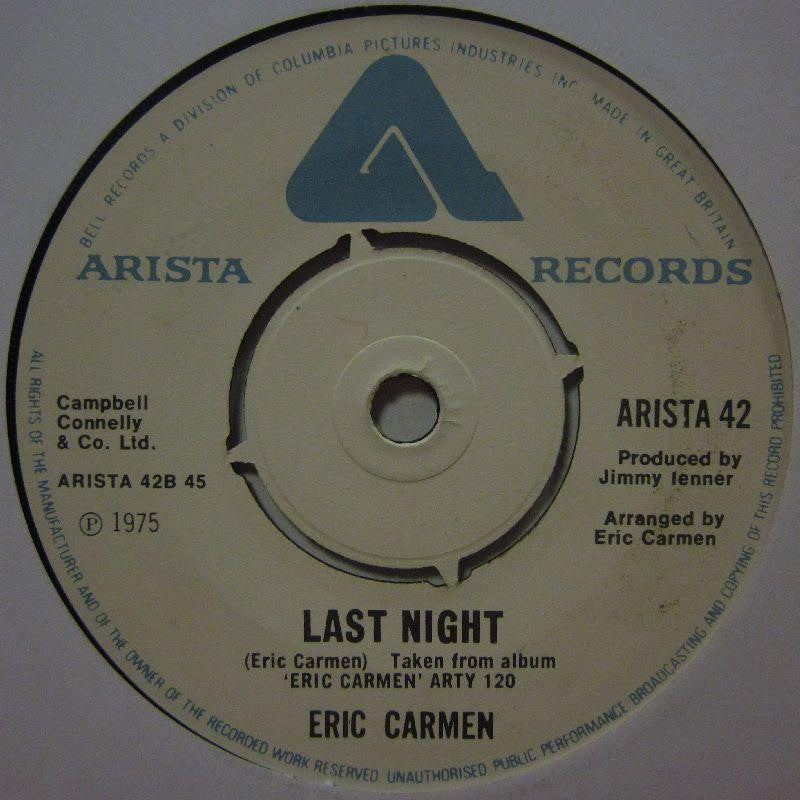 BELL RECORDS A DIVISION OF COLUMBIA PICTURES INDUSTRIES INC MADE IN GREAT BRITAIN
ARISTA RECORDS
Campbell
Connelly
& Co. Ltd.
ARISTA 42B 45
℗ 1975
ARISTA 42
Produced by
Jimmy Ienner
Arranged by
Eric Carmen
LAST NIGHT
(Eric Carmen) Taken from album
'ERIC CARMEN' ARTY 120
ERIC CARMEN
ALL RIGHTS OF THE MANUFACTURER AND OF THE OWNER OF THE RECORDED WORK RESERVED UNAUTHORISED PUBLIC PERFORMANCE BROADCASTING AND COPYING OF THIS RECORD PROHIBITED